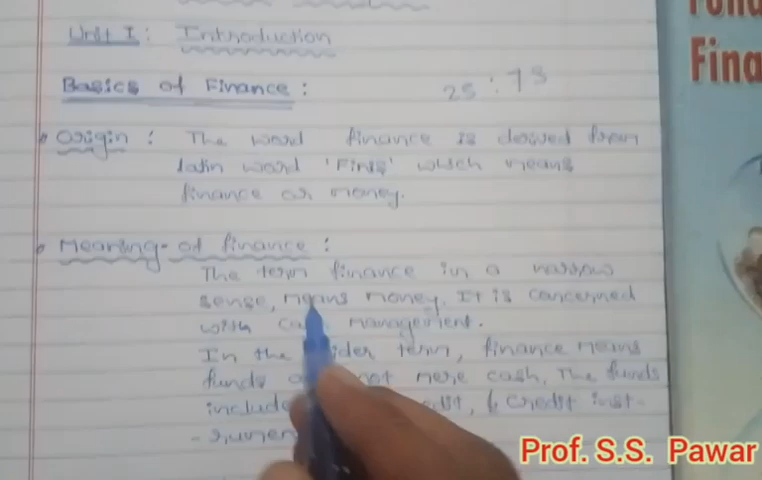 Unit I : Introduction
Basics of Finance :
25 : 75
Origin : The word finance is derived from
latin word 'Finis' which means
finance or money.
Meaning- of finance :
The term finance in a narrow
sense, means money. It is concerned
with management.
In the term, finance means
funds not mere cash. The funds
include & credit inst-
Fina
Prof. S.S. Pawar